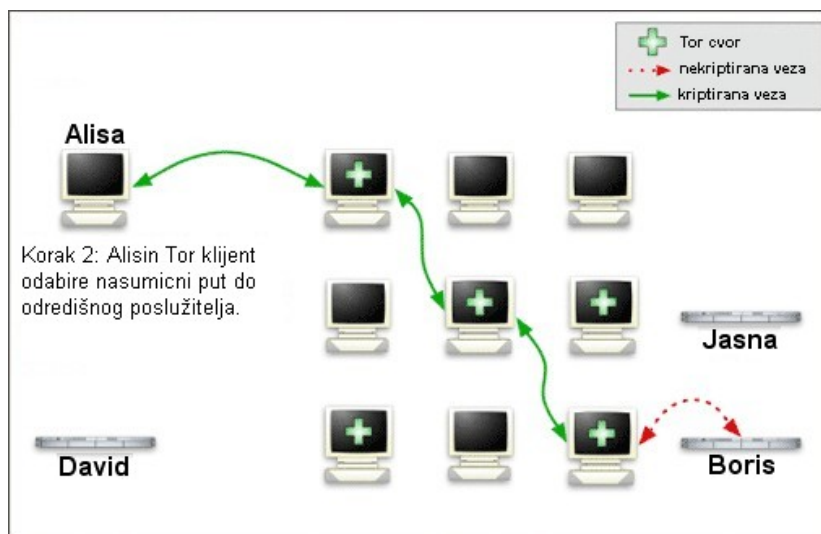 Tor cvor
nekriptirana veza
kriptirana veza
Alisa
Korak 2: Alisin Tor klijent
odabire nasumicni put do
odredišnog poslužitelja.
Jasna
David
Boris